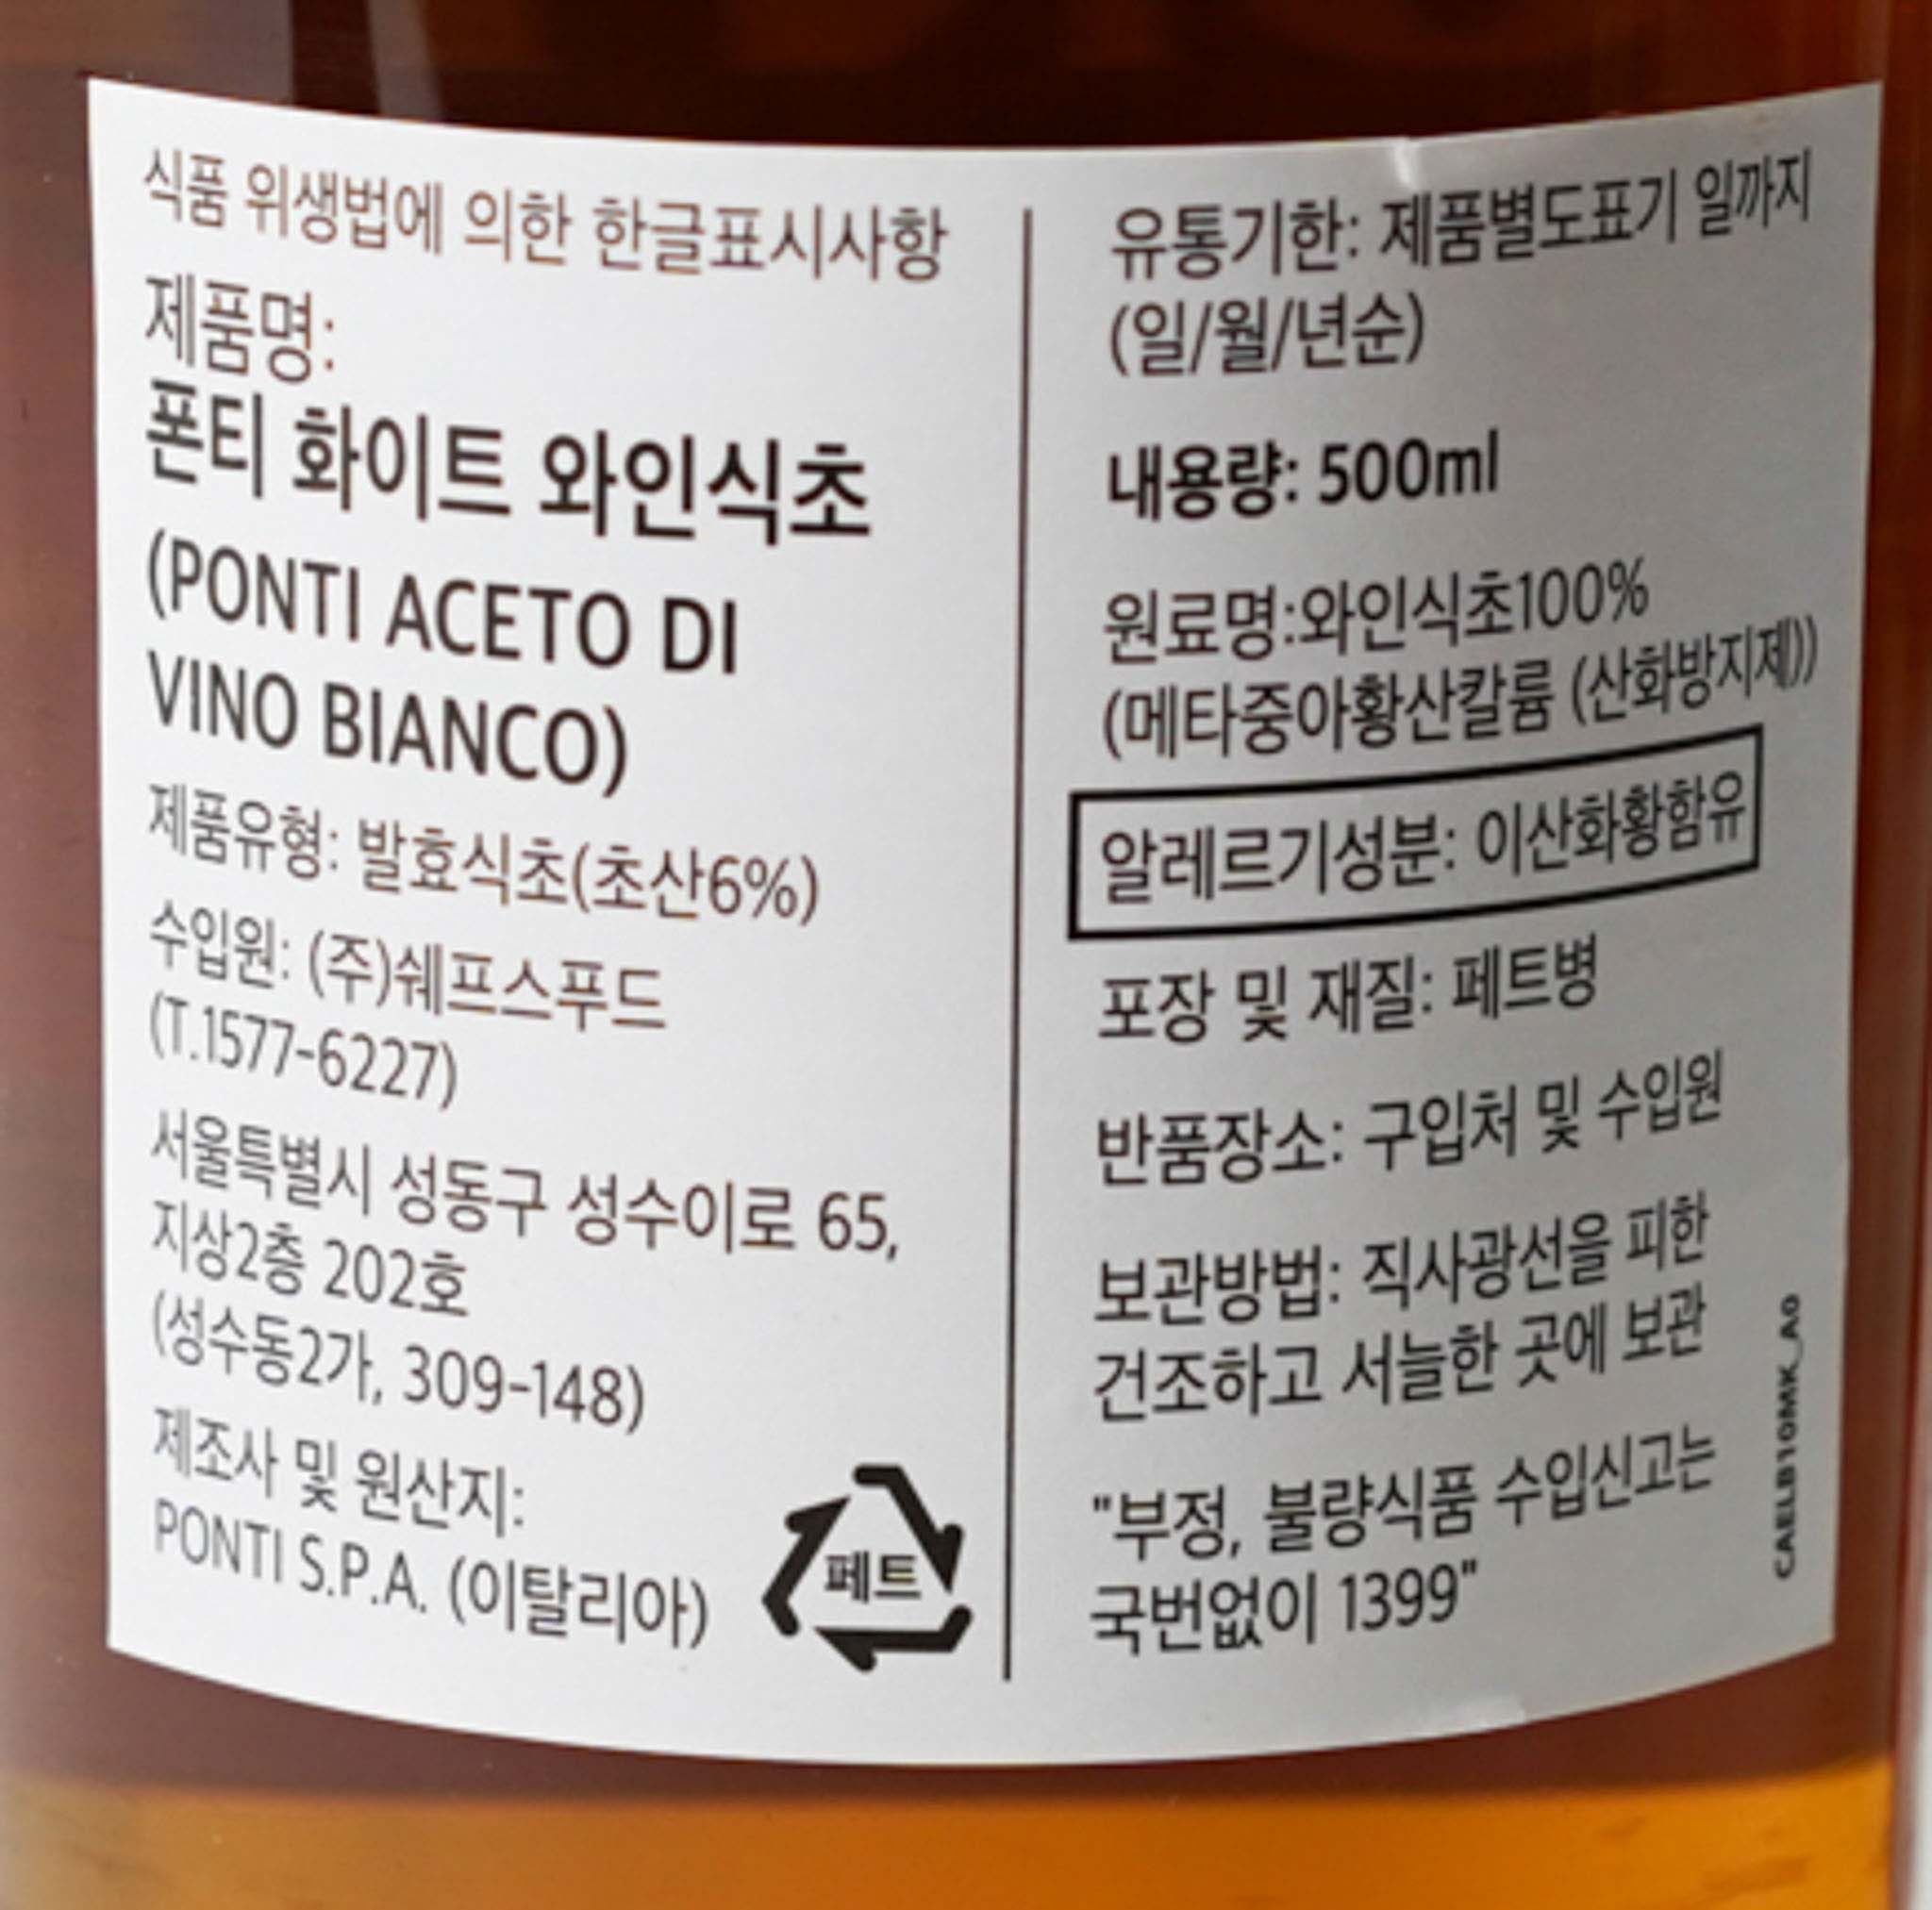 식품 위생법에 의한 한글표시사항
제품명:
폰티 화이트 와인식초
(PONTI ACETO DI
VINO BIANCO)
제품유형: 발효식초(초산6%)
수입원: (주)쉐프스푸드
(T.1577-6227)
서울특별시 성동구 성수이로 65,
지상2층 202호
(성수동2가, 309-148)
제조사 및 원산지:
PONTI S.P.A. (이탈리아)
페트
유통기한: 제품별도표기 일까지
(일/월/년순)
내용량: 500ml
원료명:와인식초100%
(메타중아황산칼륨 (산화방지제))
알레르기성분: 이산화황함유
포장 및 재질: 페트병
반품장소: 구입처 및 수입원
보관방법: 직사광선을 피한
건조하고 서늘한 곳에 보관
"부정, 불량식품 수입신고는
국번없이 1399"
CAELB10MK_A0